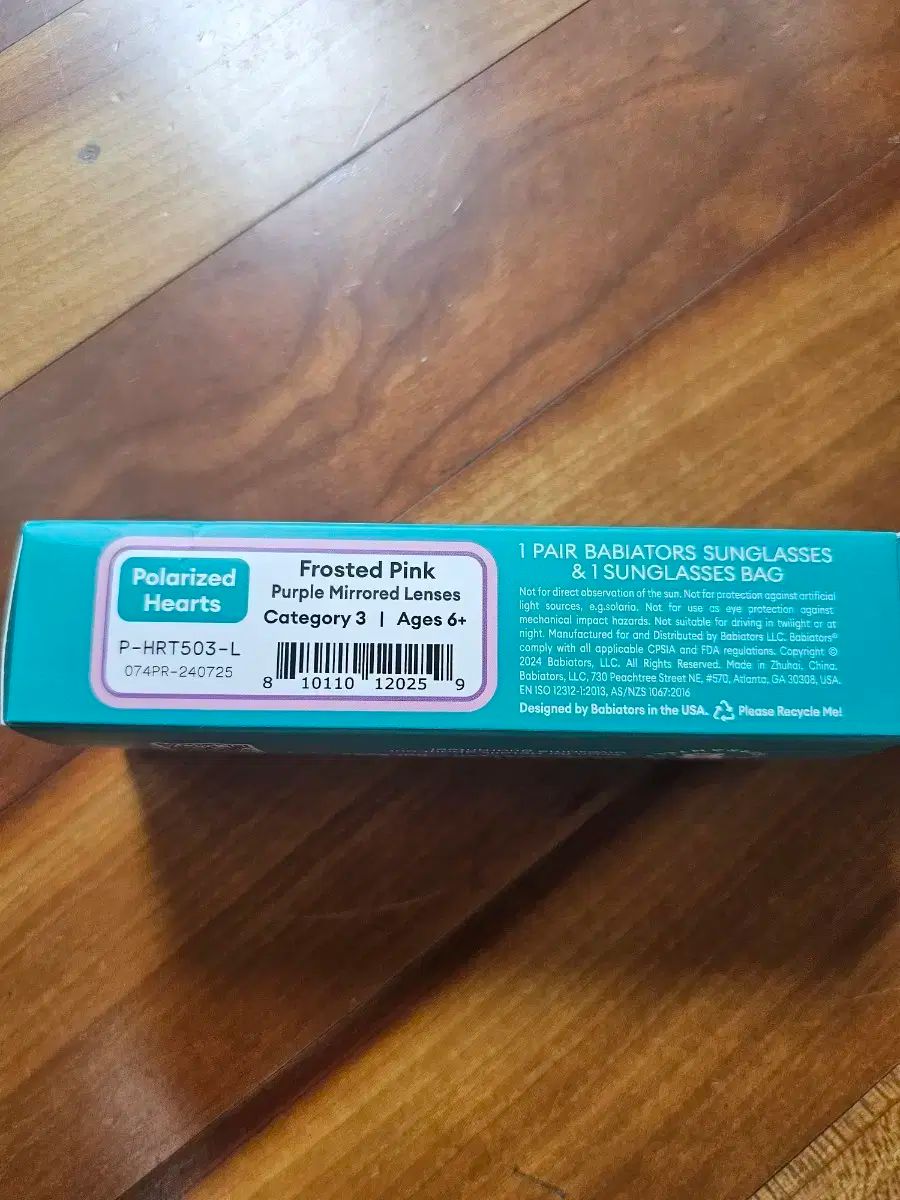 Polarized
Hearts
P-HRT503-L
074PR-240725
Frosted Pink
Purple Mirrored Lenses
Category 3 | Ages 6+
8 10110 12025 9
1 PAIR BABIATORS SUNGLASSES
& 1 SUNGLASSES BAG
Not for direct observation of the sun. Not for protection against artificial
light sources, e.g.solaria. Not for use as eye protection against
mechanical impact hazards. Not suitable for driving in twilight or at
night. Manufactured for and Distributed by Babiators LLC. Babiators®
comply with all applicable CPSIA and FDA regulations. Copyright ©
2024 Babiators, LLC. All Rights Reserved. Made in Zhuhai, China.
Babiators, LLC, 730 Peachtree Street NE, #570, Atlanta, GA 30308, USA.
EN ISO 12312-1:2013, AS/NZS 1067:2016
Designed by Babiators in the USA. Please Recycle Me!